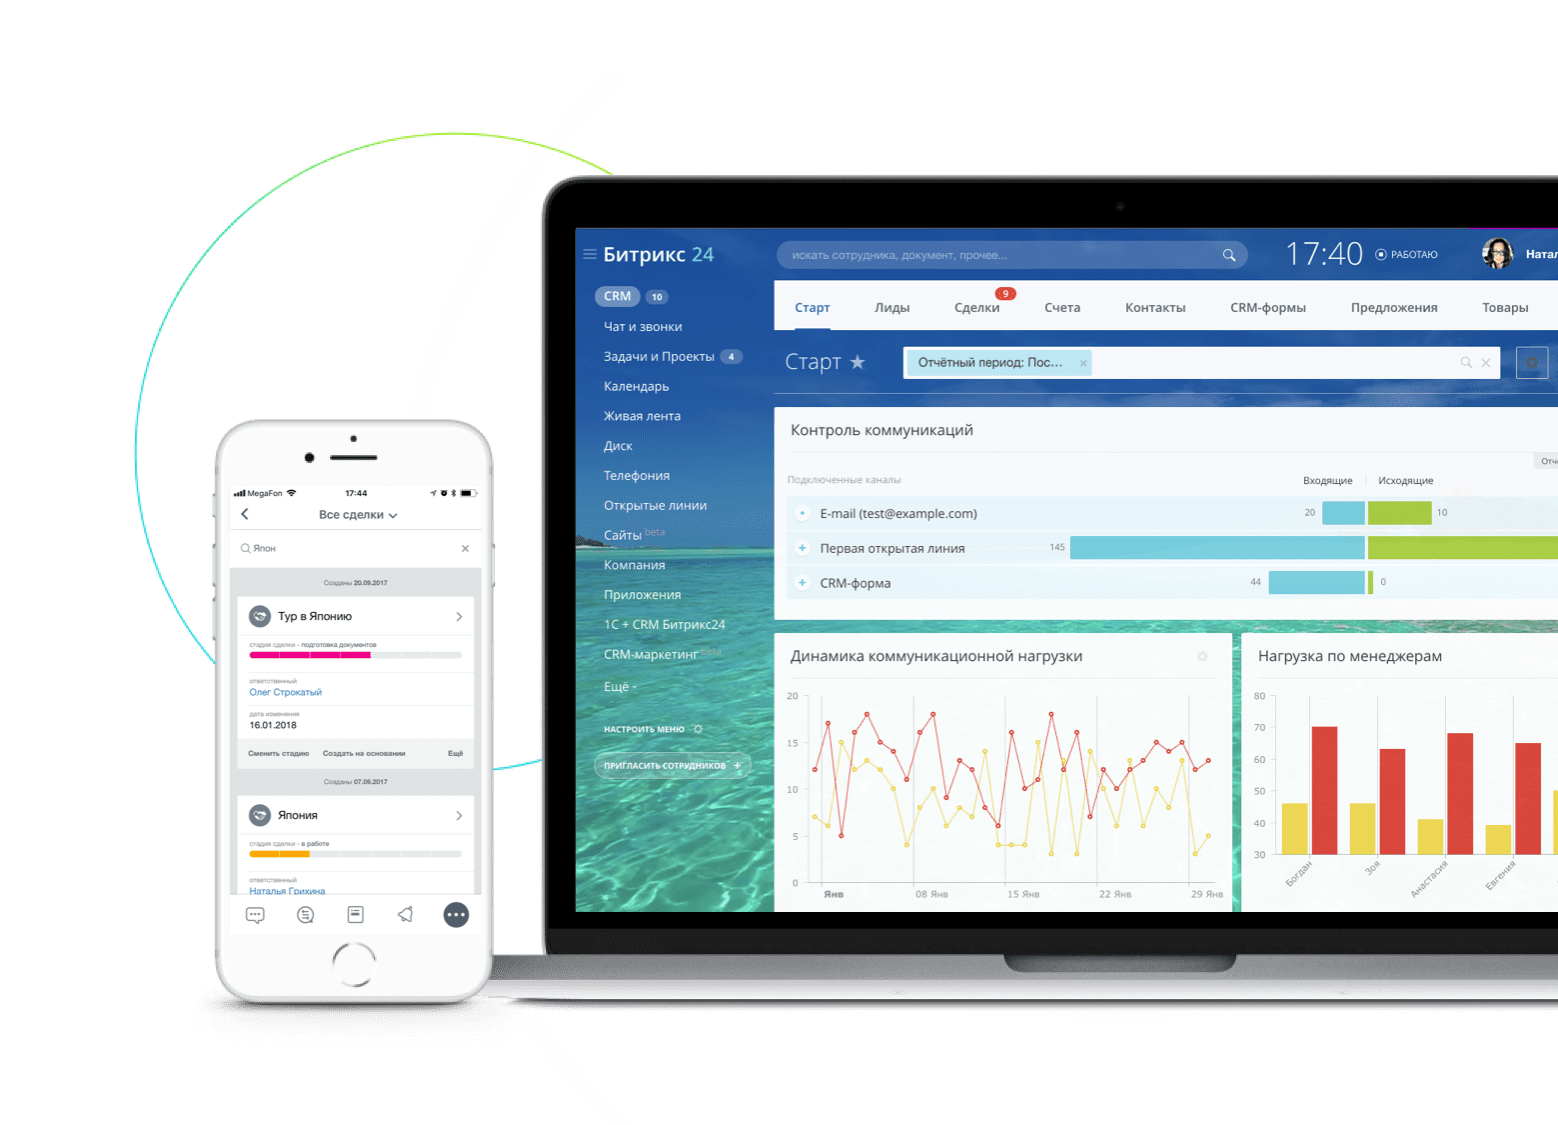 Битрикс 24
искать сотрудника, документ, прочее...
17:40
РАБОТАЮ
Натал
CRM 10
Чат и звонки
Задачи и Проекты 4
Календарь
Живая лента
Диск
Телефония
Открытые линии
Сайты beta
Компания
Приложения
1С + CRM Битрикс24
CRM-маркетинг beta
Ещё -
НАСТРОИТЬ МЕНЮ
ПРИГЛАСИТЬ СОТРУДНИКОВ +
Старт Лиды Сделки 9 Счета Контакты CRM-формы Предложения Товары
Старт
Отчётный период: Пос... ×
Контроль коммуникаций
Отч
Подключенные каналы Входящие Исходящие
E-mail (test@example.com) 20 10
Первая открытая линия 145
CRM-форма 44 0
Динамика коммуникационной нагрузки
20
15
10
5
0
Янв 08 Янв 15 Янв 22 Янв 29 Янв
Нагрузка по менеджерам
80
70
60
50
40
30
Богдан Зоя Анастасия Евгения
MegaFon 17:44
Все сделки
Япон
Созданы 20.09.2017
Тур в Японию
стадия сделки - подготовка документов
ответственный
Олег Строкатый
дата изменения
16.01.2018
Сменить стадию Создать на основании Ещё
Созданы 07.09.2017
Япония
стадия сделки - в работе
ответственный
Наталья Грихина